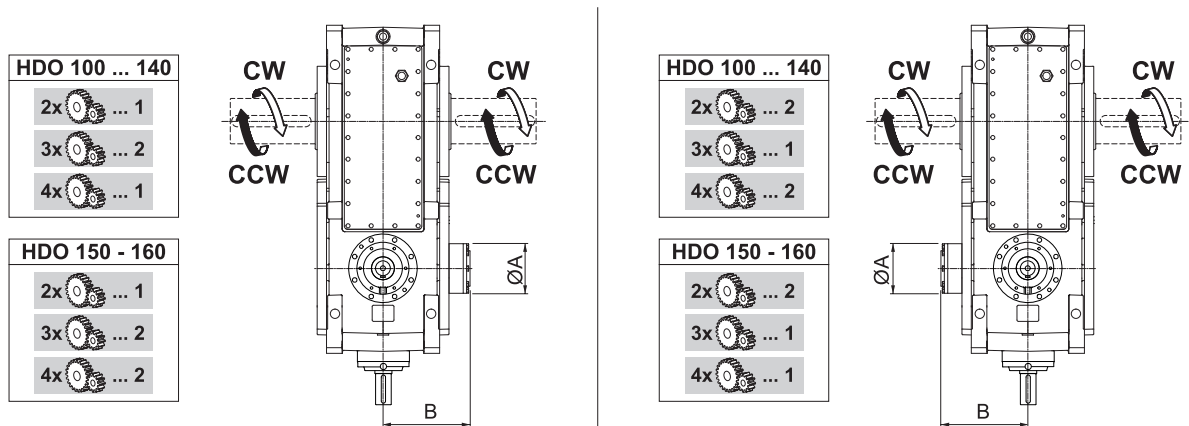 HDO 100 ... 140
2x ... 1
3x ... 2
4x ... 1
HDO 150 - 160
2x ... 1
3x ... 2
4x ... 2
CW
CCW
CW
CCW
ØA
B
HDO 100 ... 140
2x ... 2
3x ... 1
4x ... 2
HDO 150 - 160
2x ... 2
3x ... 1
4x ... 1
CW
CCW
CW
CCW
ØA
B